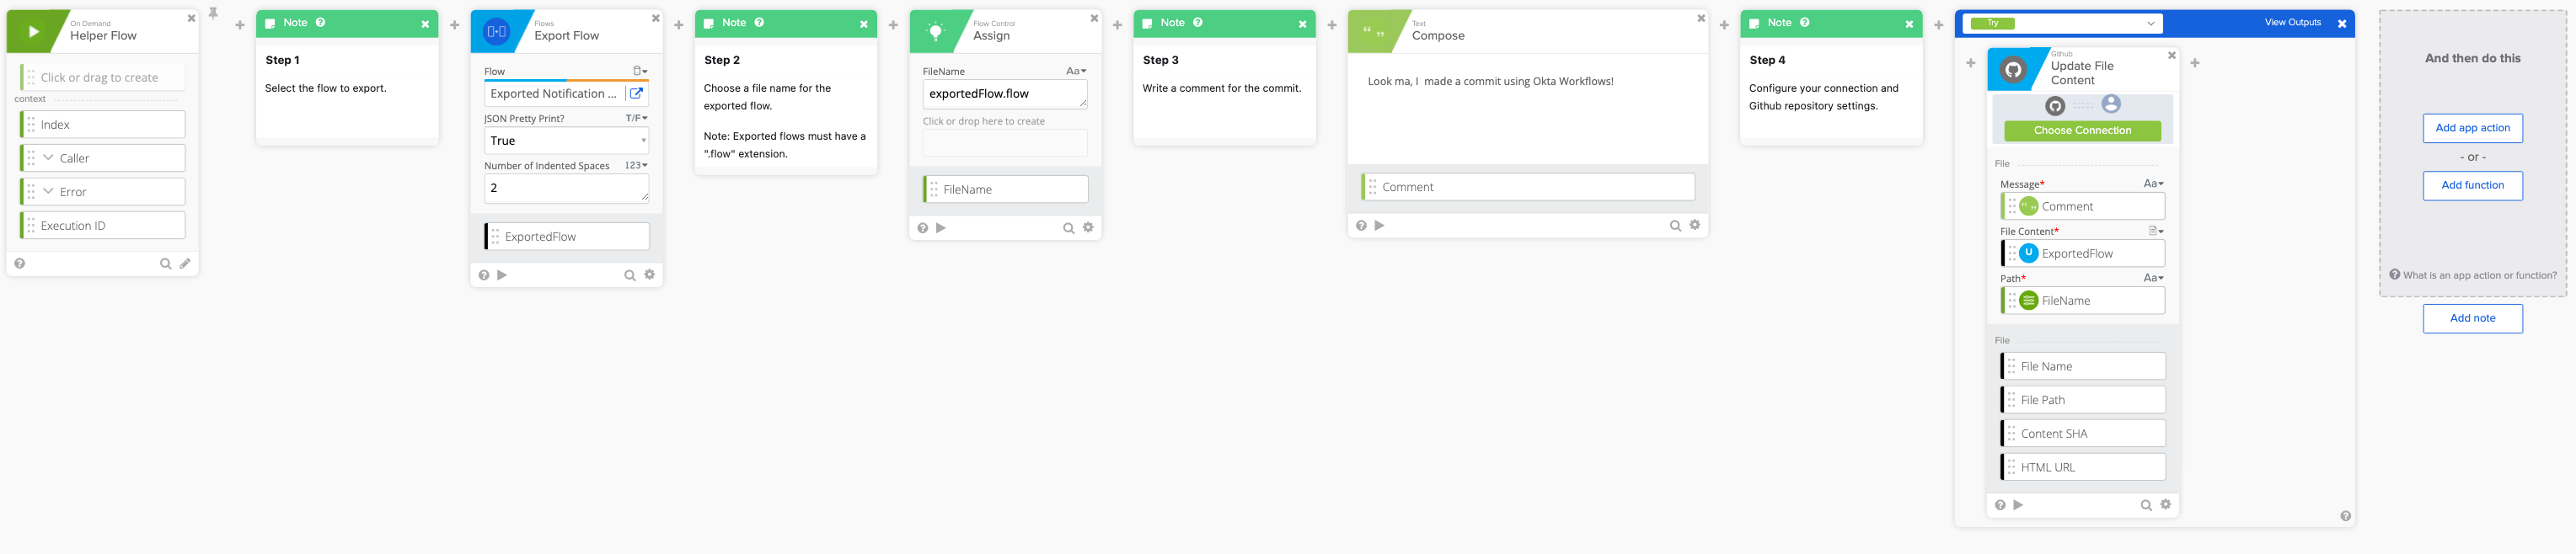 On Demand
Helper Flow
Click or drag to create
context
Index
Caller
Error
Execution ID
Note
Step 1
Select the flow to export.
Flows
Export Flow
Flow
Exported Notification ...
JSON Pretty Print? T/F
True
Number of Indented Spaces 123
2
ExportedFlow
Note
Step 2
Choose a file name for the
exported flow.
Note: Exported flows must have a
".flow" extension.
Flow Control
Assign
FileName Aa
exportedFlow.flow
Click or drop here to create
FileName
Note
Step 3
Write a comment for the commit.
Text
Compose
Look ma, I made a commit using Okta Workflows!
Comment
Note
Step 4
Configure your connection and
Github repository settings.
Try
View Outputs
Github
Update File
Content
Choose Connection
File
Message* Aa
Comment
File Content*
U ExportedFlow
Path* Aa
FileName
File
File Name
File Path
Content SHA
HTML URL
And then do this
Add app action
- or -
Add function
What is an app action or function?
Add note